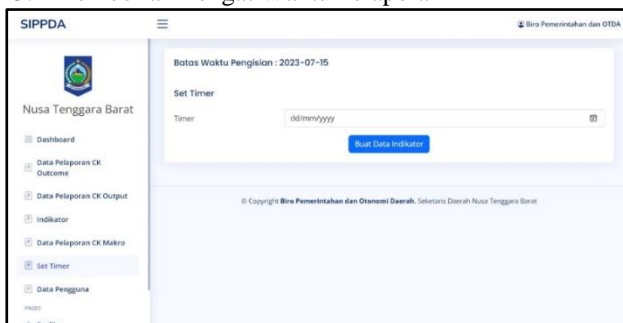 SIPPDA
Biro Pemerintahan dan OTDA
Nusa Tenggara Barat
Dashboard
Data Pelaporan CK
Outcome
Data Pelaporan CK Output
Indikator
Data Pelaporan CK Makro
Set Timer
Data Pengguna
PAGES
Batas Waktu Pengisian : 2023-07-15
Set Timer
Timer
dd/mm/yyyy
Buat Data Indikator
© Copyright Biro Pemerintahan dan Otonomi Daerah. Seketaris Daerah Nusa Tenggara Barat